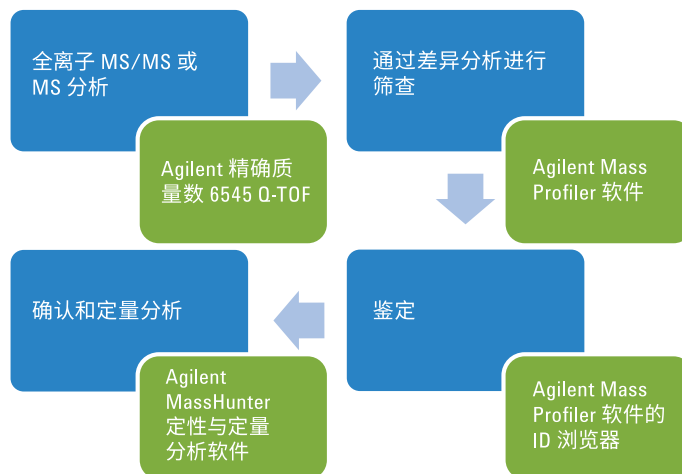 全离子 MS/MS 或
MS 分析
Agilent 精确质
量数 6545 Q-TOF
通过差异分析进行
筛查
Agilent Mass
Profiler 软件
鉴定
Agilent Mass
Profiler 软件的
ID 浏览器
确认和定量分析
Agilent
MassHunter
定性与定量
分析软件